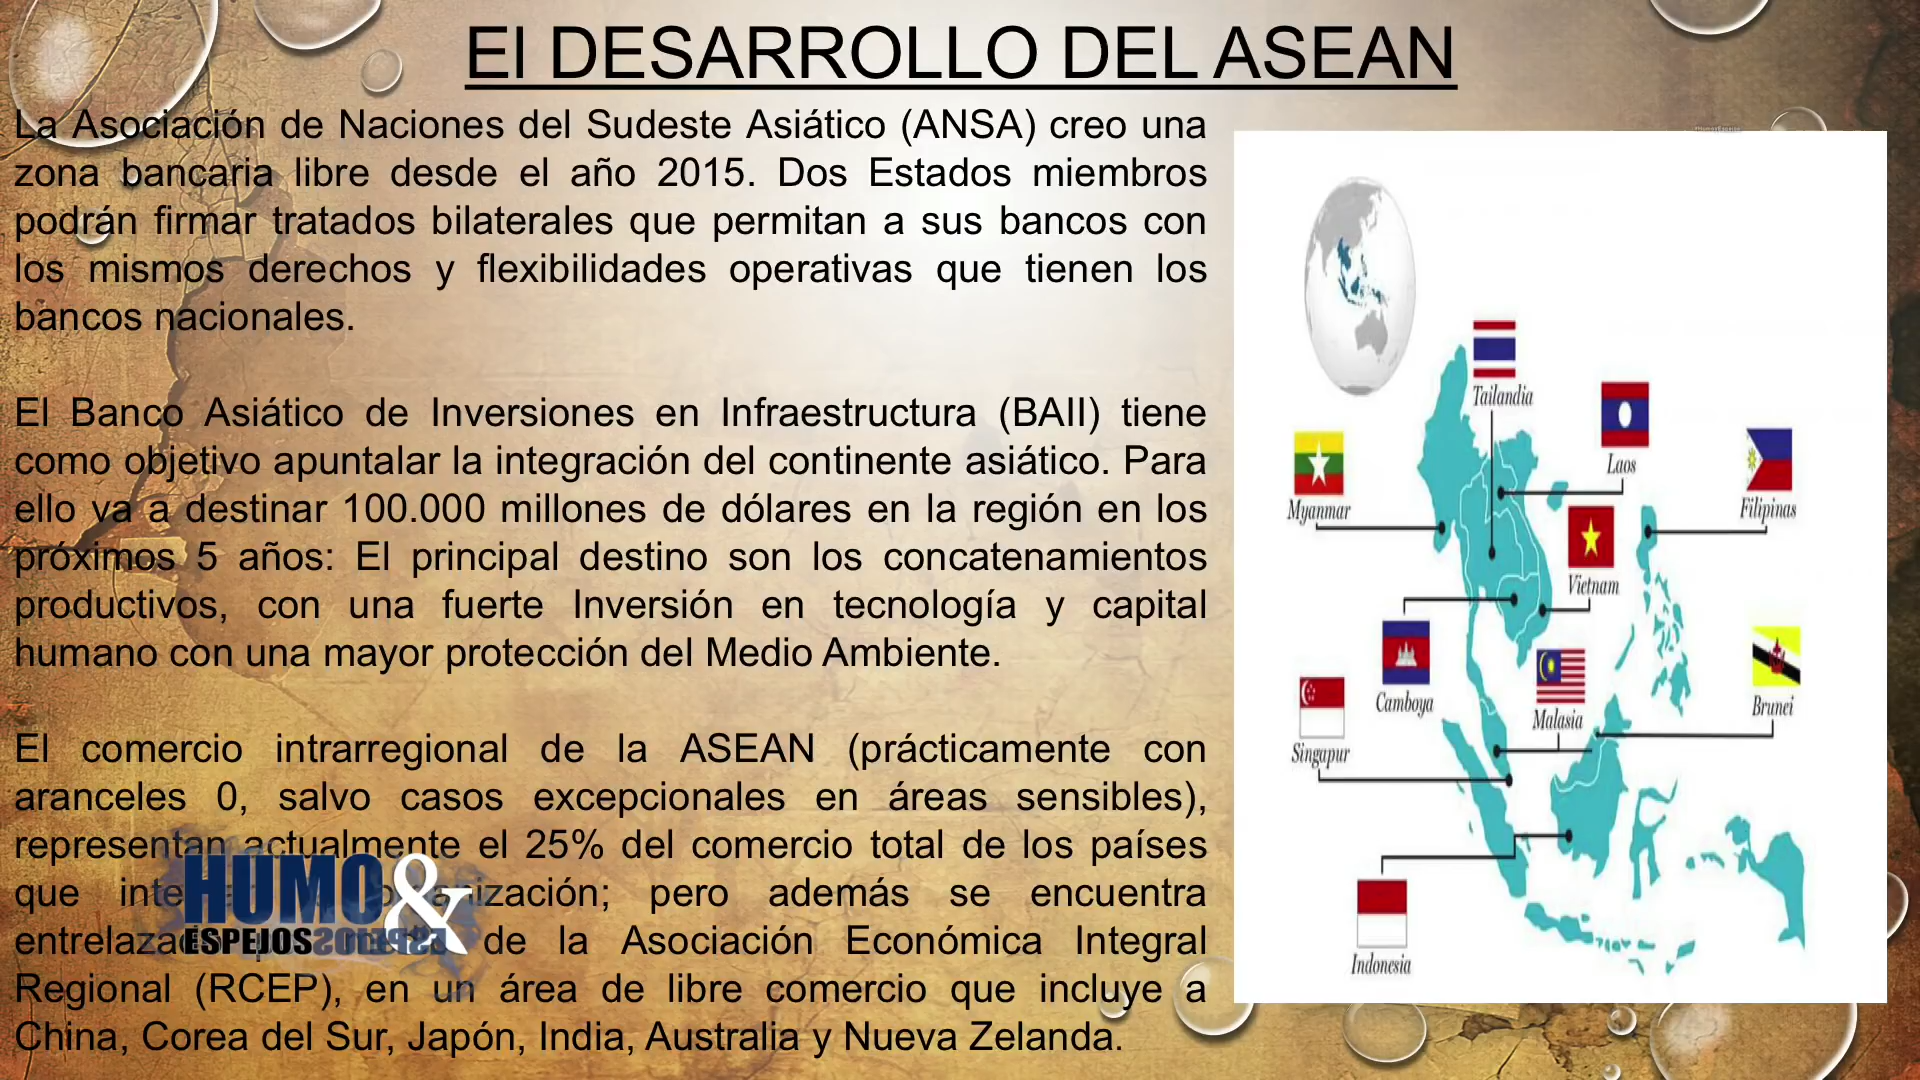 El DESARROLLO DEL ASEAN
La Asociación de Naciones del Sudeste Asiático (ANSA) creo una
zona bancaria libre desde el año 2015. Dos Estados miembros
podrán firmar tratados bilaterales que permitan a sus bancos con
los mismos derechos y flexibilidades operativas que tienen los
bancos nacionales.
El Banco Asiático de Inversiones en Infraestructura (BAII) tiene
como objetivo apuntalar la integración del continente asiático. Para
ello va a destinar 100.000 millones de dólares en la región en los
próximos 5 años: El principal destino son los concatenamientos
productivos, con una fuerte Inversión en tecnología y capital
humano con una mayor protección del Medio Ambiente.
El comercio intrarregional de la ASEAN (prácticamente con
aranceles 0, salvo casos excepcionales en áreas sensibles),
representan actualmente el 25% del comercio total de los países
que pero además se encuentra
de la Asociación Económica Integral
Regional (RCEP), en un área de libre comercio que incluye a
China, Corea del Sur, Japón, India, Australia y Nueva Zelanda.
HUMO&
ESPEJOS
Tailandia
Laos
Myanmar
Filipinas
Vietnam
Camboya
Malasia
Brunei
Singapur
Indonesia